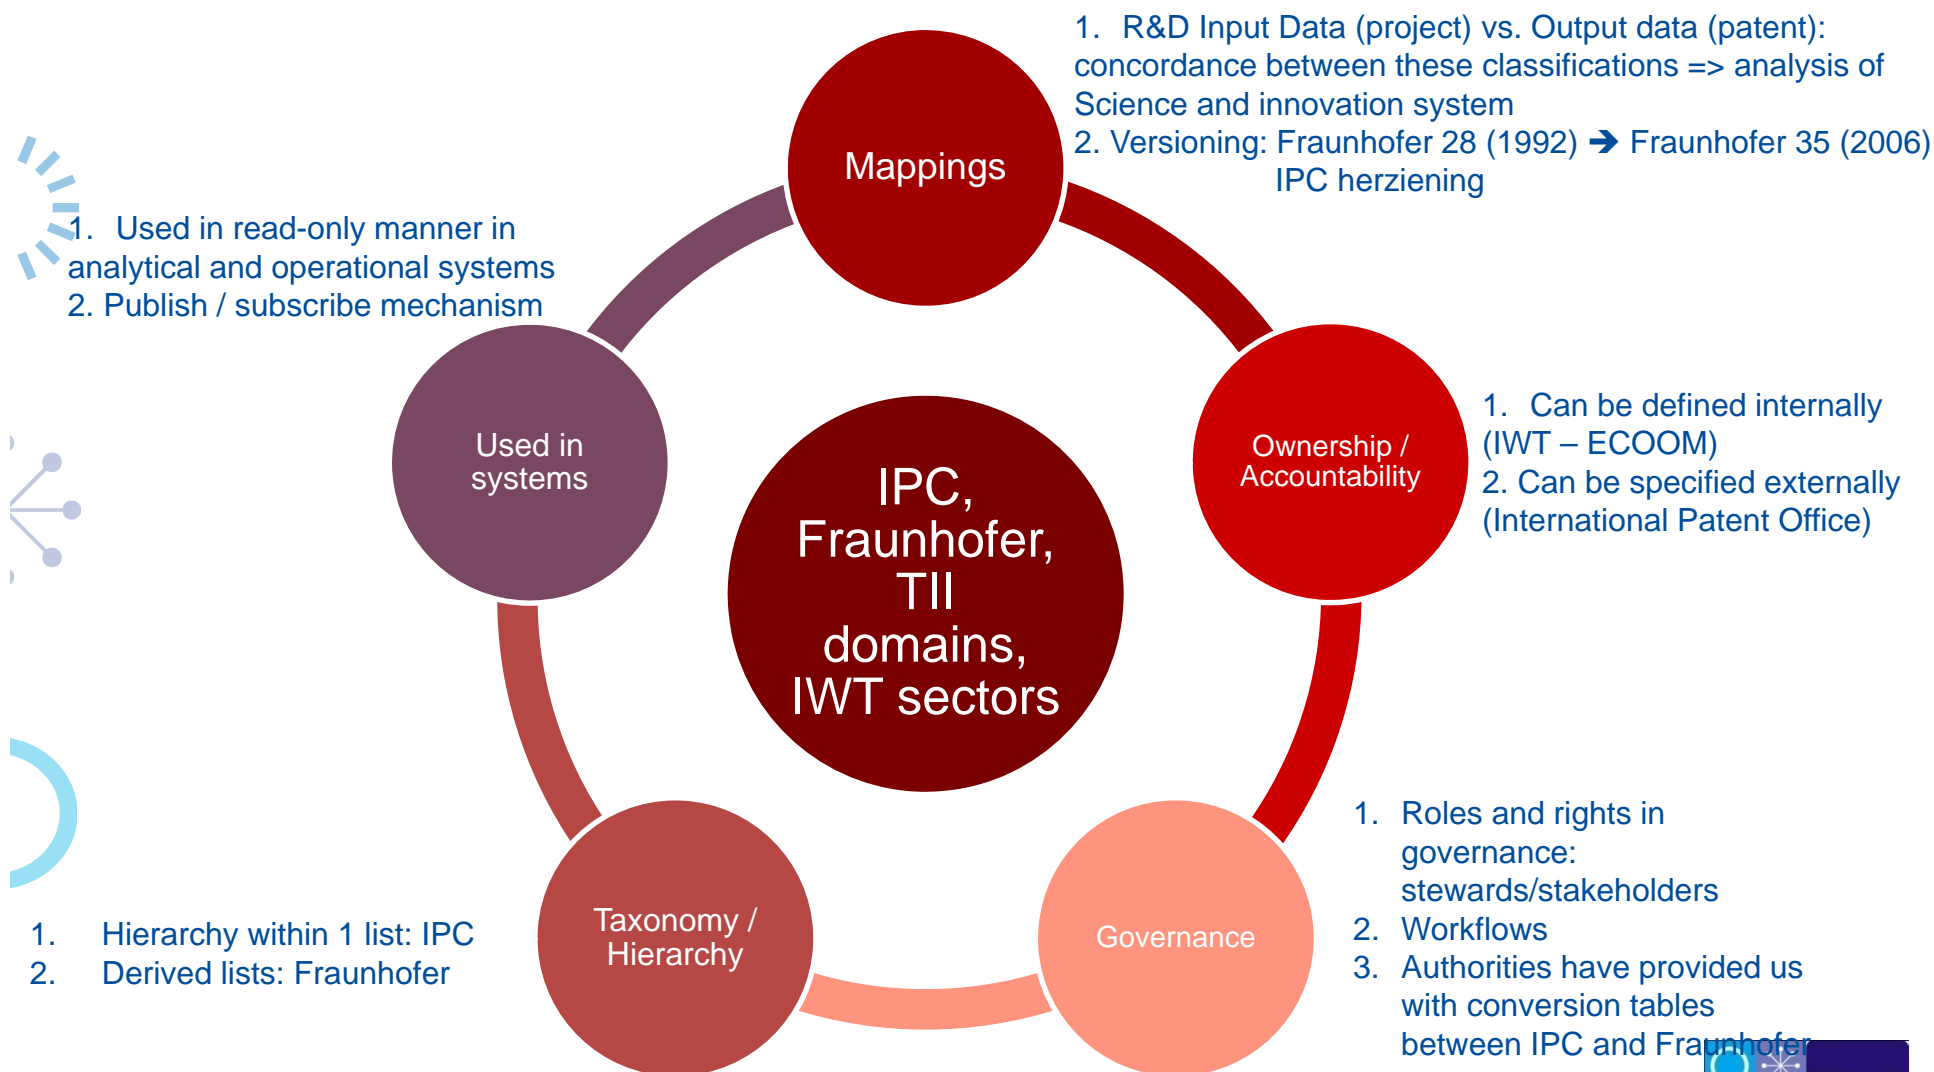 1. R&D Input Data (project) vs. Output data (patent):
concordance between these classifications => analysis of
Science and innovation system
2. Versioning: Fraunhofer 28 (1992) ➔ Fraunhofer 35 (2006)
IPC herziening
Mappings
1. Used in read-only manner in
analytical and operational systems
2. Publish / subscribe mechanism
Used in
systems
Ownership /
Accountability
1. Can be defined internally
(IWT – ECOOM)
2. Can be specified externally
(International Patent Office)
IPC,
Fraunhofer,
TII
domains,
IWT sectors
Taxonomy /
Hierarchy
1. Hierarchy within 1 list: IPC
2. Derived lists: Fraunhofer
Governance
1. Roles and rights in
governance:
stewards/stakeholders
2. Workflows
3. Authorities have provided us
with conversion tables
between IPC and Fraunhofer